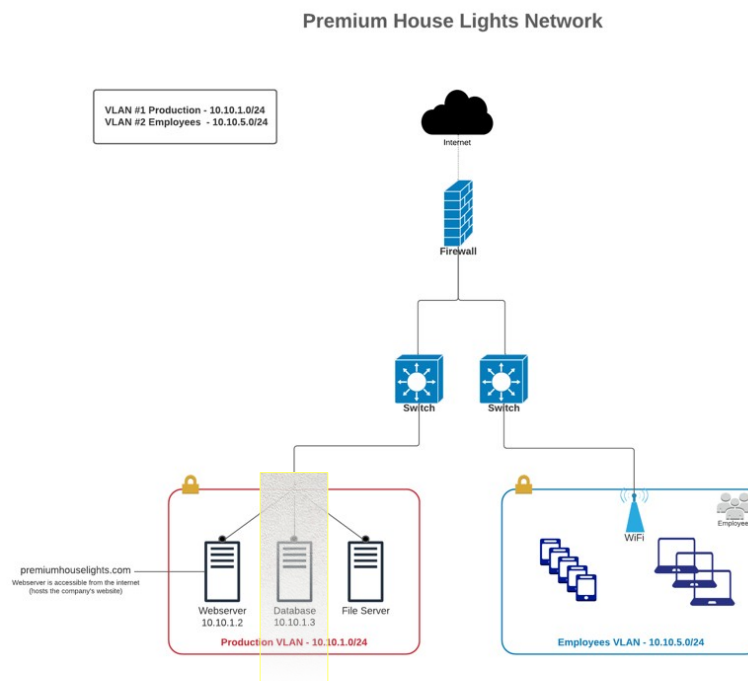 Premium House Lights Network
VLAN #1 Production - 10.10.1.0/24
VLAN #2 Employees - 10.10.5.0/24
Internet
Firewall
Switch
Switch
WiFi
Employee
premiumhouselights.com
Webserver is accessible from the internet
(hosts the company's website)
Webserver
10.10.1.2
Database
10.10.1.3
File Server
Production VLAN - 10.10.1.0/24
Employees VLAN - 10.10.5.0/24